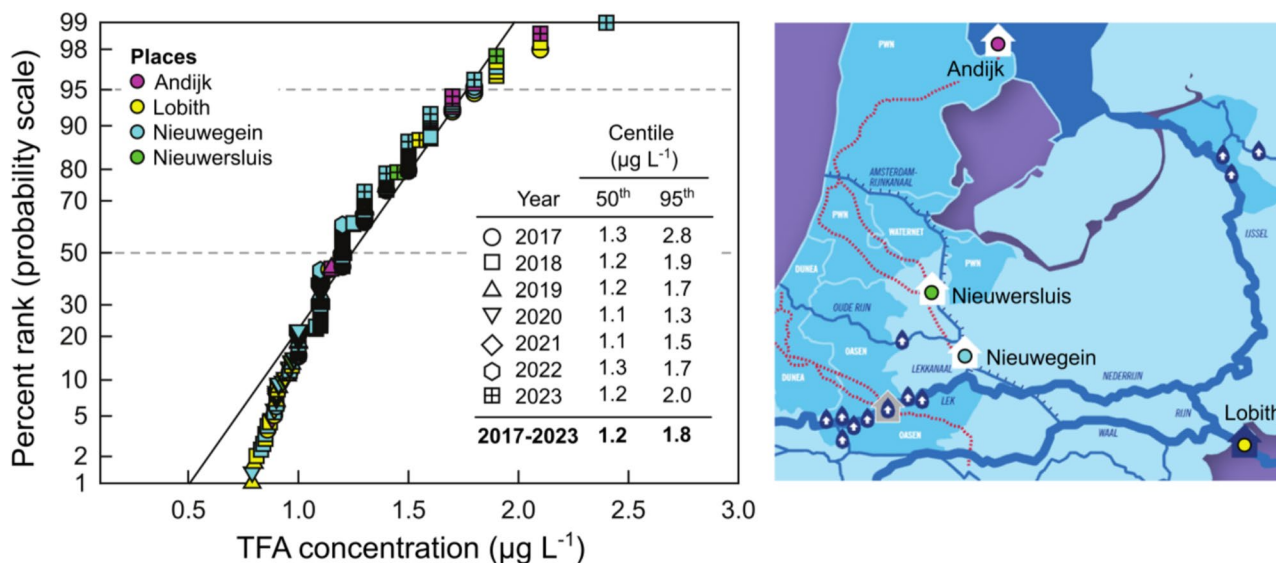 Percent rank (probability scale)
99
98
95
90
80
70
50
30
20
10
5
2
1
Places
Andijk
Lobith
Nieuwegein
Nieuwersluis
Centile
(µg L⁻¹)
Year 50th 95th
2017 1.3 2.8
2018 1.2 1.9
2019 1.2 1.7
2020 1.1 1.3
2021 1.1 1.5
2022 1.3 1.7
2023 1.2 2.0
2017-2023 1.2 1.8
0.5 1.0 1.5 2.0 2.5 3.0
TFA concentration (µg L⁻¹)
PWN
Andijk
AMSTERDAM-
RIJNKANAAL
PWN
WATERNET
PWN
IJSSEL
DUNEA
Nieuwersluis
OUDE RIJN
OASEN
Nieuwegein
LEKKANAAL
DUNEA
NEDERRIJN
LEK
OASEN
RIJN
WAAL
Lobith